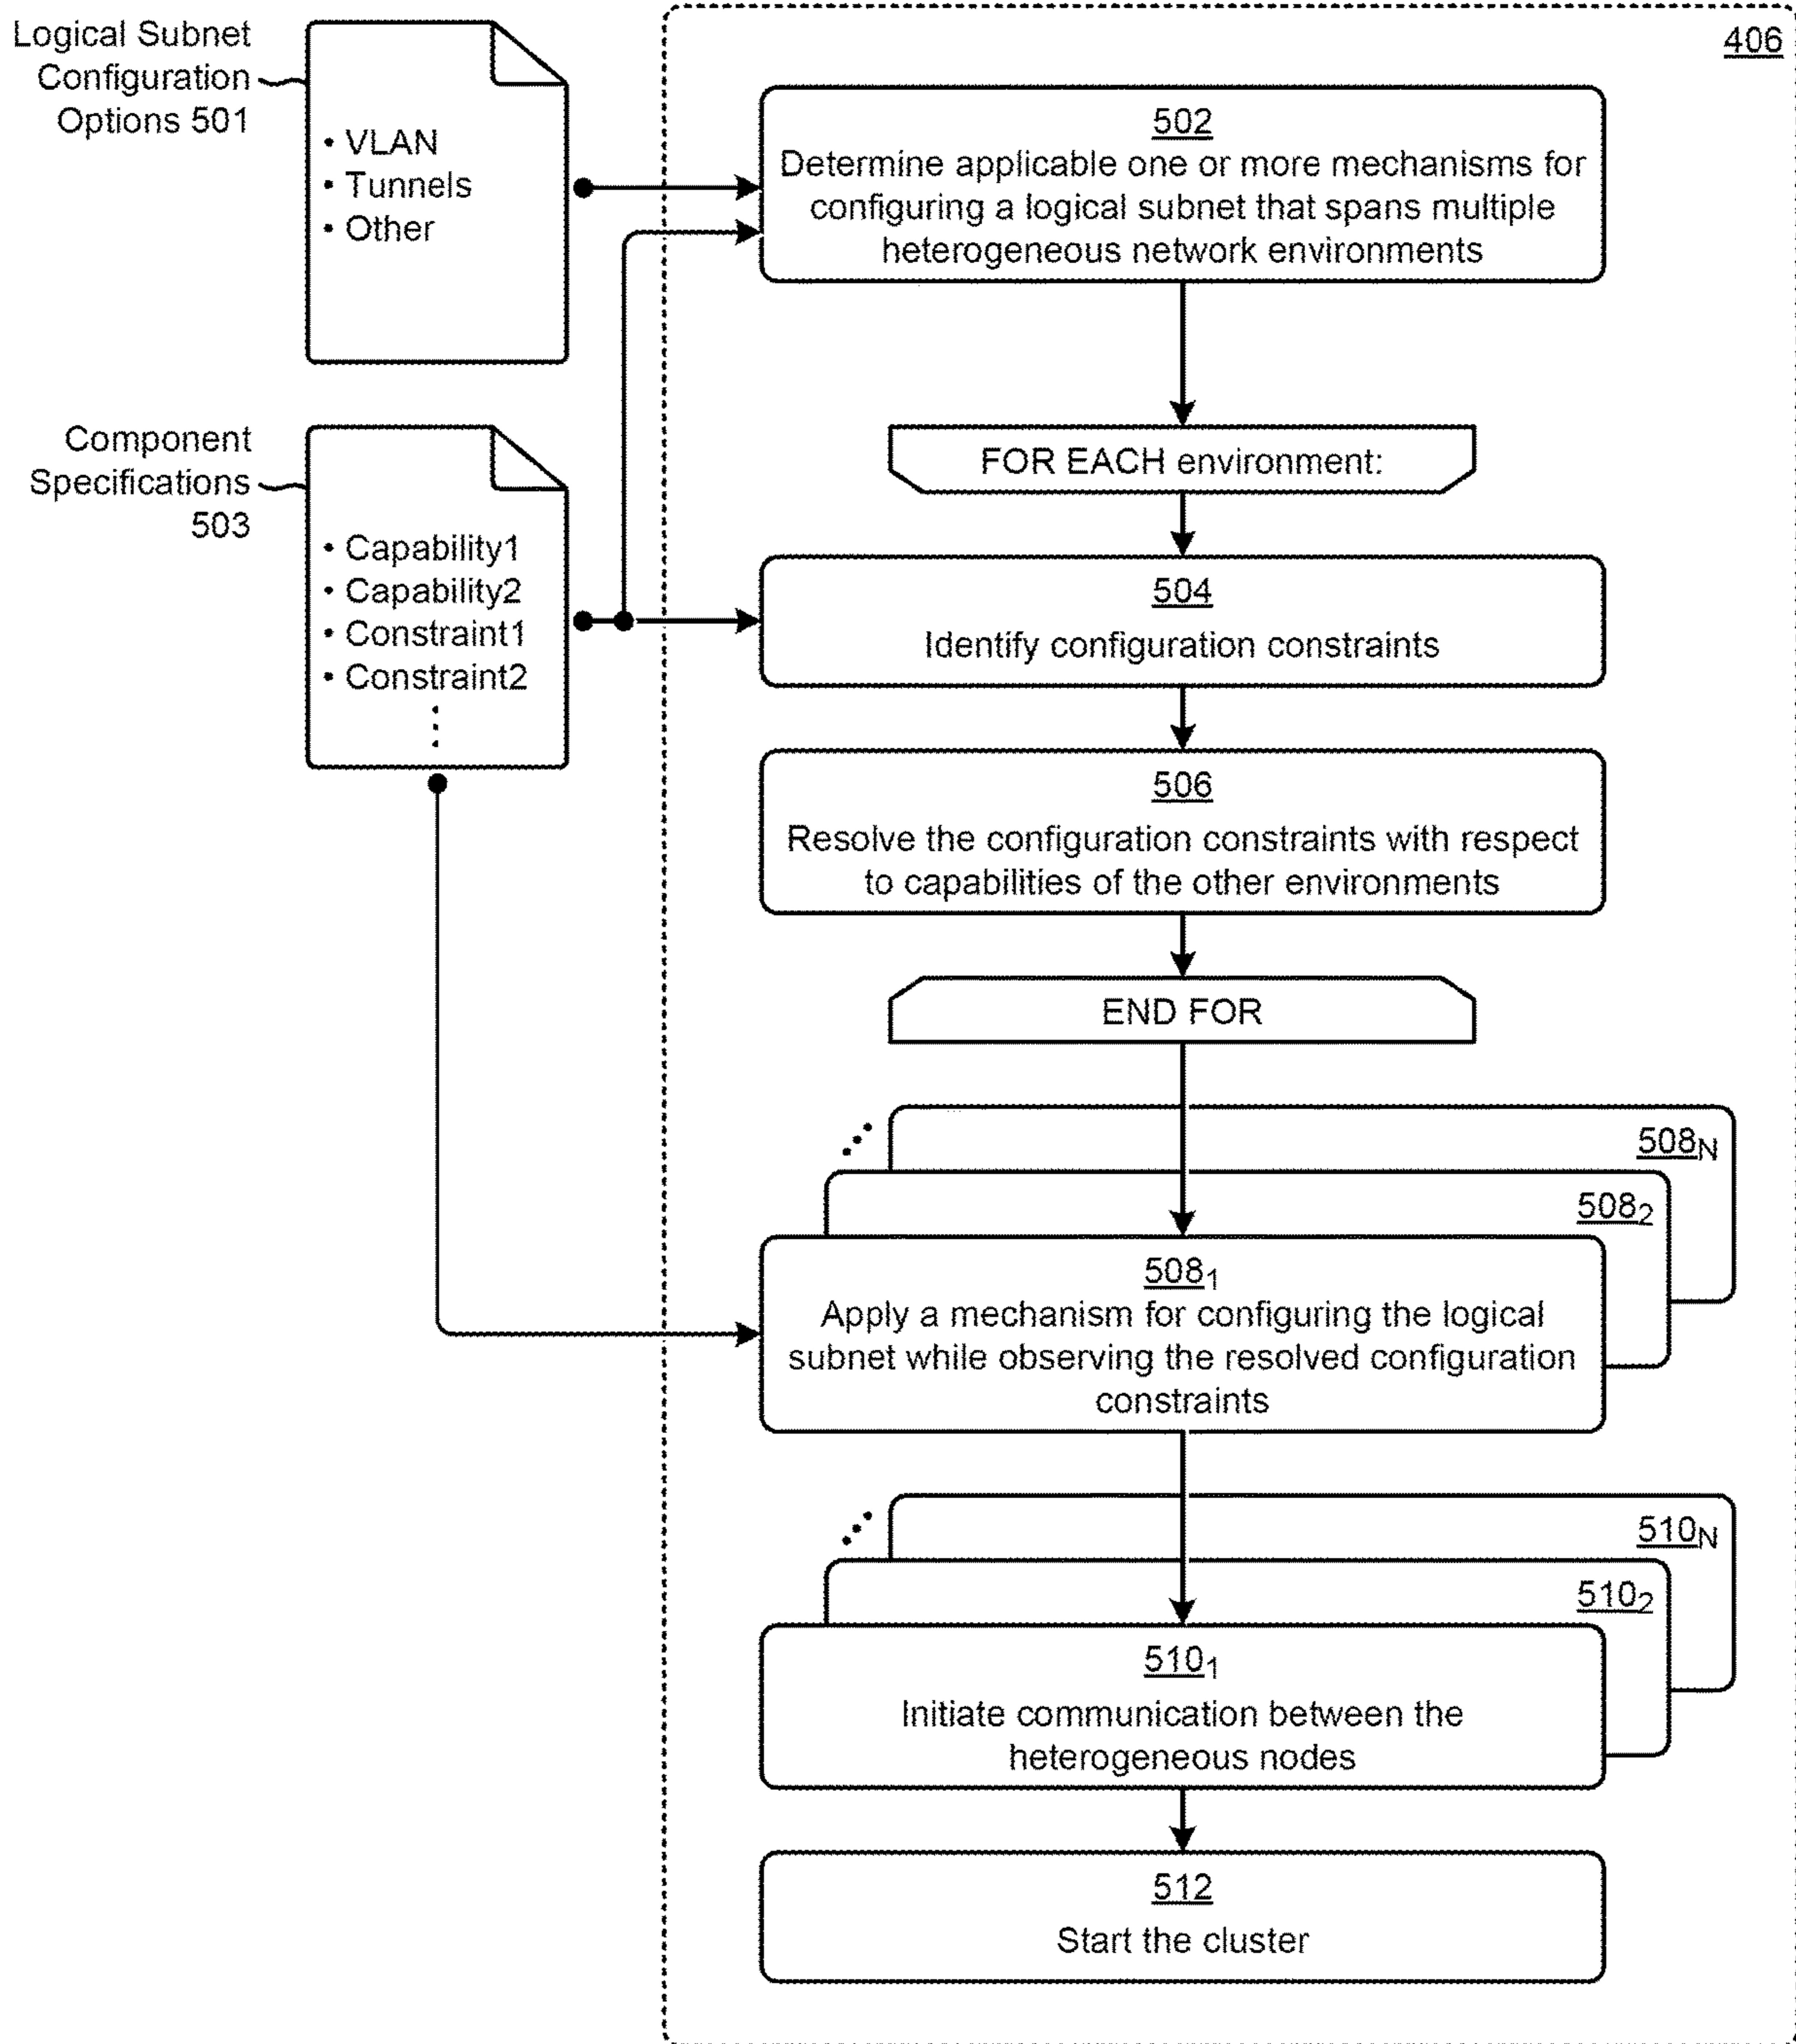 Logical Subnet
Configuration
Options 501
• VLAN
• Tunnels
• Other
Component
Specifications
503
• Capability1
• Capability2
• Constraint1
• Constraint2
406
502
Determine applicable one or more mechanisms for
configuring a logical subnet that spans multiple
heterogeneous network environments
FOR EACH environment:
504
Identify configuration constraints
506
Resolve the configuration constraints with respect
to capabilities of the other environments
END FOR
508N
5082
5081
Apply a mechanism for configuring the logical
subnet while observing the resolved configuration
constraints
510N
5102
5101
Initiate communication between the
heterogeneous nodes
512
Start the cluster